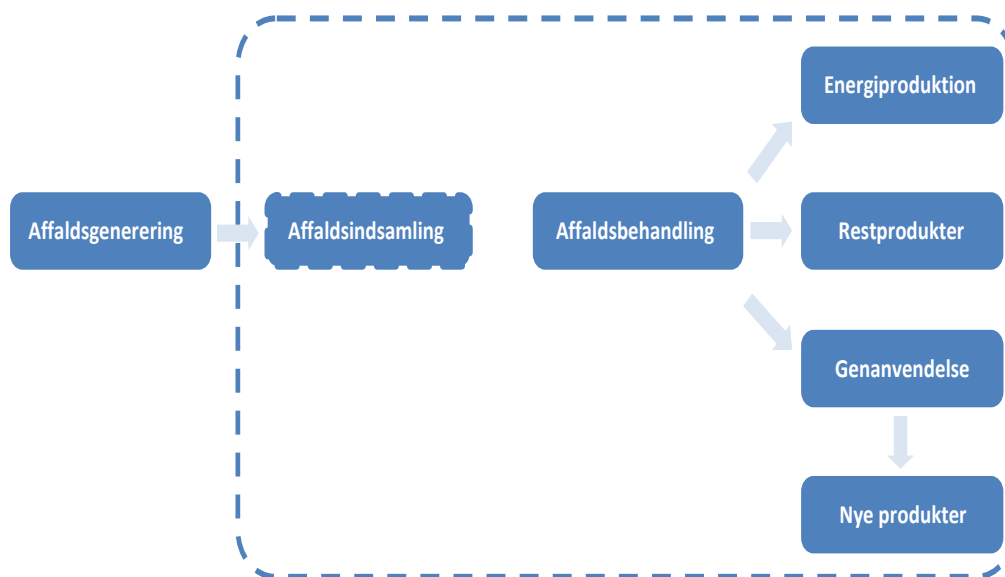 Energiproduktion
Affaldsgenerering
Affaldsindsamling
Affaldsbehandling
Restprodukter
Genanvendelse
Nye produkter